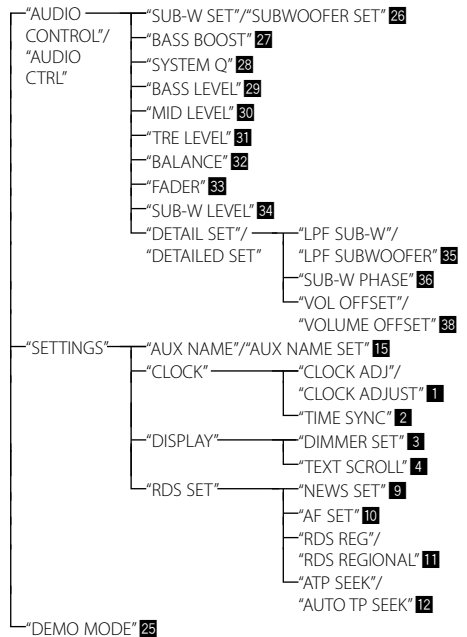 “AUDIO CONTROL”/
“AUDIO CTRL”
“SUB-W SET”/“SUBWOOFER SET” 26
“BASS BOOST” 27
“SYSTEM Q” 28
“BASS LEVEL” 29
“MID LEVEL” 30
“TRE LEVEL” 31
“BALANCE” 32
“FADER” 33
“SUB-W LEVEL” 34
“DETAIL SET”/
“DETAILED SET”
“LPF SUB-W”/
“LPF SUBWOOFER” 35
“SUB-W PHASE” 36
“VOL OFFSET”/
“VOLUME OFFSET” 38
“SETTINGS”
“AUX NAME”/“AUX NAME SET” 15
“CLOCK”
“CLOCK ADJ”/
“CLOCK ADJUST” 1
“TIME SYNC” 2
“DISPLAY”
“DIMMER SET” 3
“TEXT SCROLL” 4
“RDS SET”
“NEWS SET” 9
“AF SET” 10
“RDS REG”/
“RDS REGIONAL” 11
“ATP SEEK”/
“AUTO TP SEEK” 12
“DEMO MODE” 25